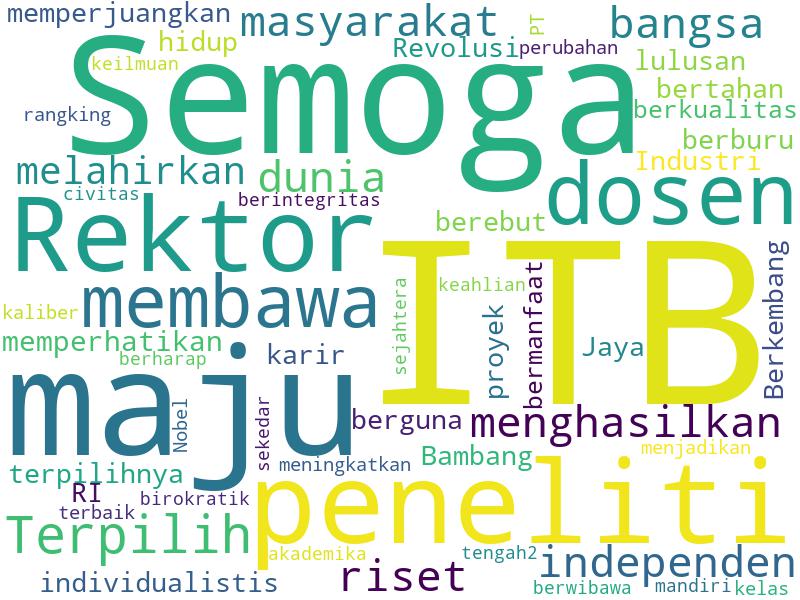 memperjuangkan
masyarakat
PT
bangsa
hidup
Revolusi
perubahan
keilmuan
Semoga
lulusan
bertahan
rangking
berkualitas
berburu
melahirkan
dunia
Industri
civitas
berintegritas
dosen
Rektor
berebut
ITB
membawa
sejahtera
keahlian
proyek
bermanfaat
Berkembang
kaliber
memperhatikan
berharap
karir
Jaya
maju
Nobel
sekedar
berguna
menghasilkan
terpilihnya
meningkatkan
Bambang
menjadikan
RI
birokratik
terbaik
peneliti
Terpilih
akademika
tengah2
independen
individualistis
riset
berwibawa
mandiri
kelas